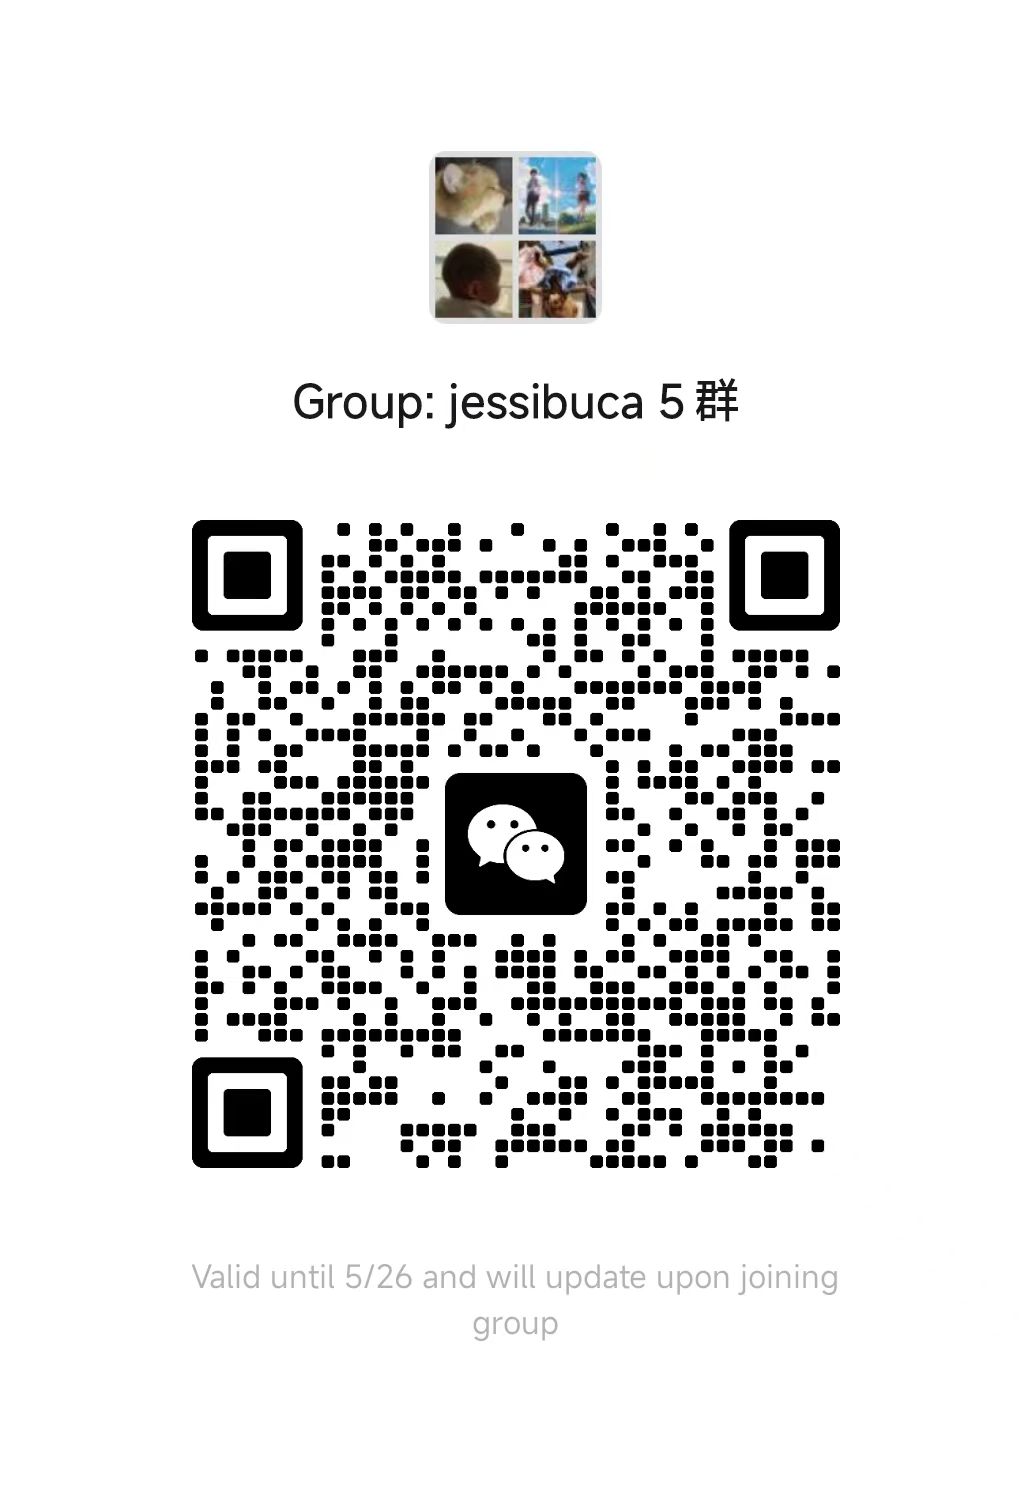 Group: jessibuca 5 群
Valid until 5/26 and will update upon joining
group